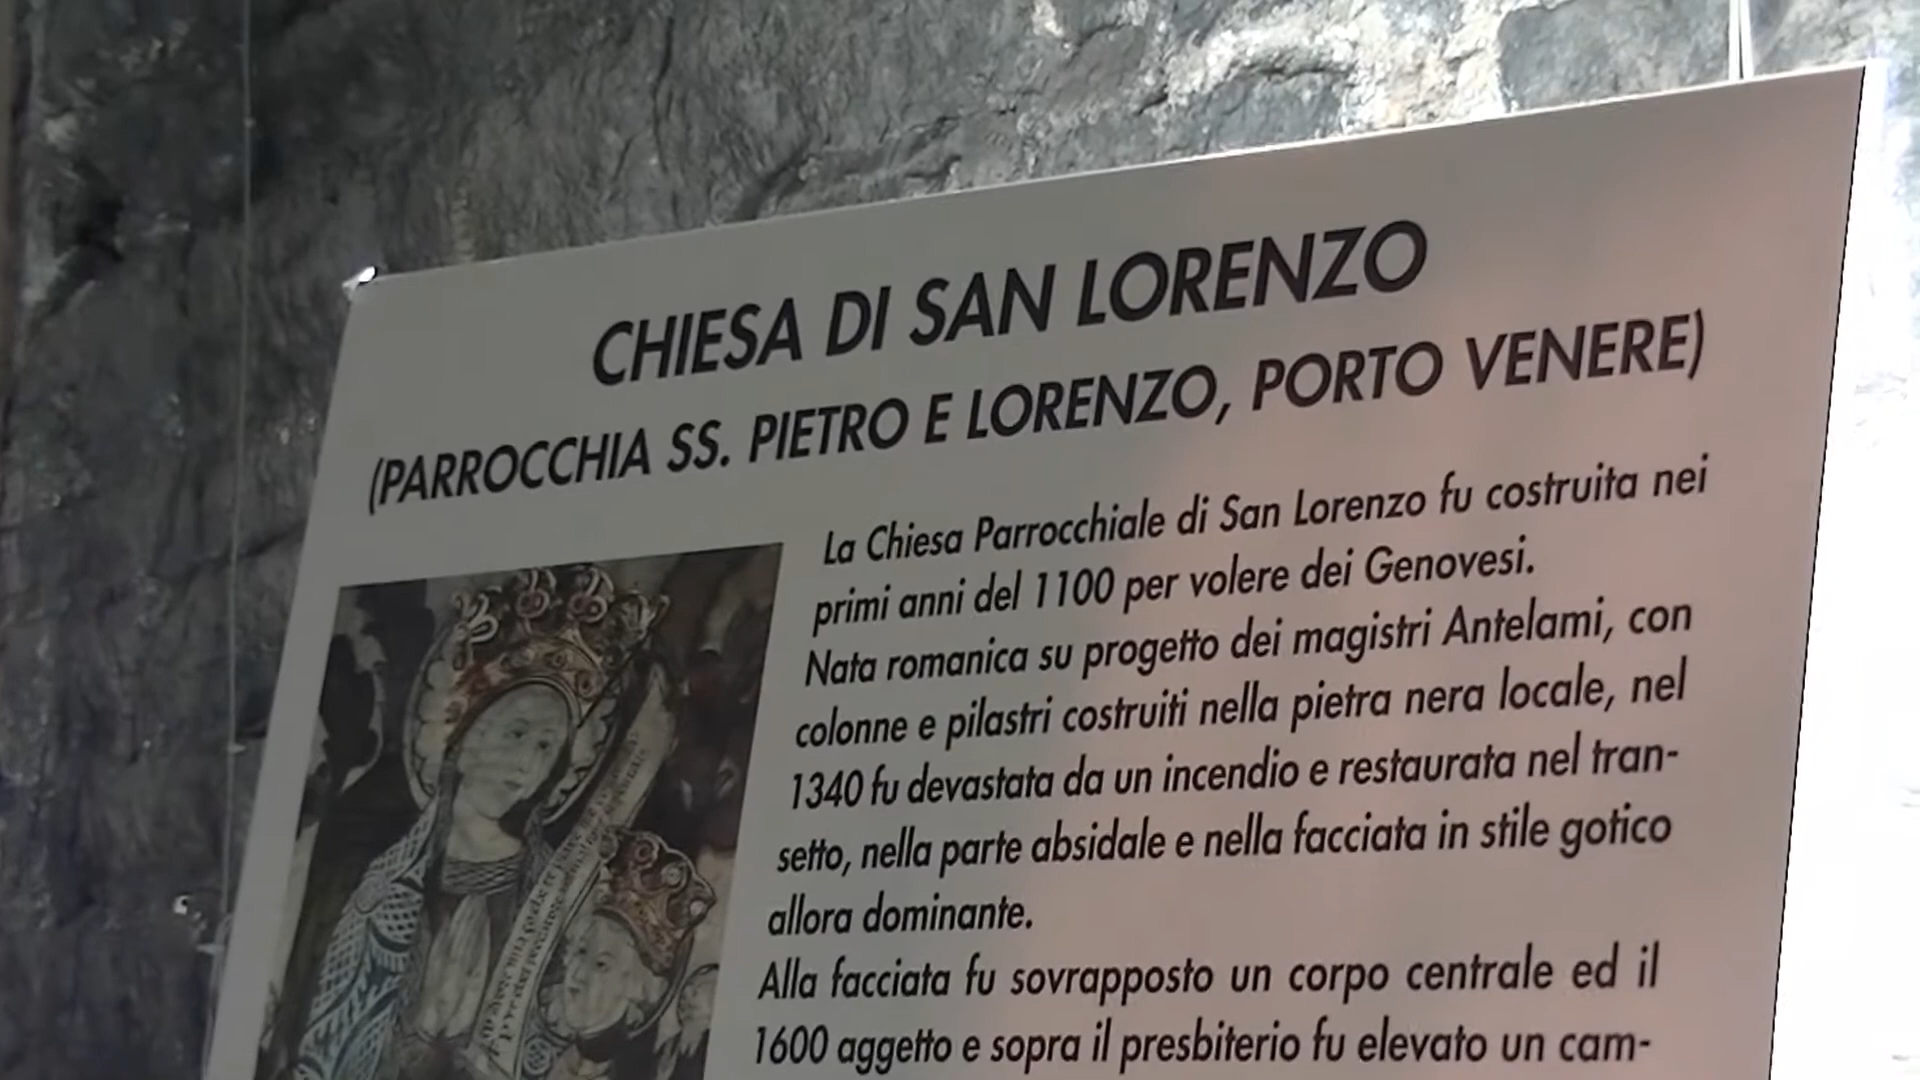 CHIESA DI SAN LORENZO
(PARROCCHIA SS. PIETRO E LORENZO, PORTO VENERE)
La Chiesa Parrocchiale di San Lorenzo fu costruita nei
primi anni del 1100 per volere dei Genovesi.
Nata romanica su progetto dei magistri Antelami, con
colonne e pilastri costruiti nella pietra nera locale, nel
1340 fu devastata da un incendio e restaurata nel tran-
setto, nella parte absidale e nella facciata in stile gotico
allora dominante.
Alla facciata fu sovrapposto un corpo centrale ed il
1600 aggetto e sopra il presbiterio fu elevato un cam-